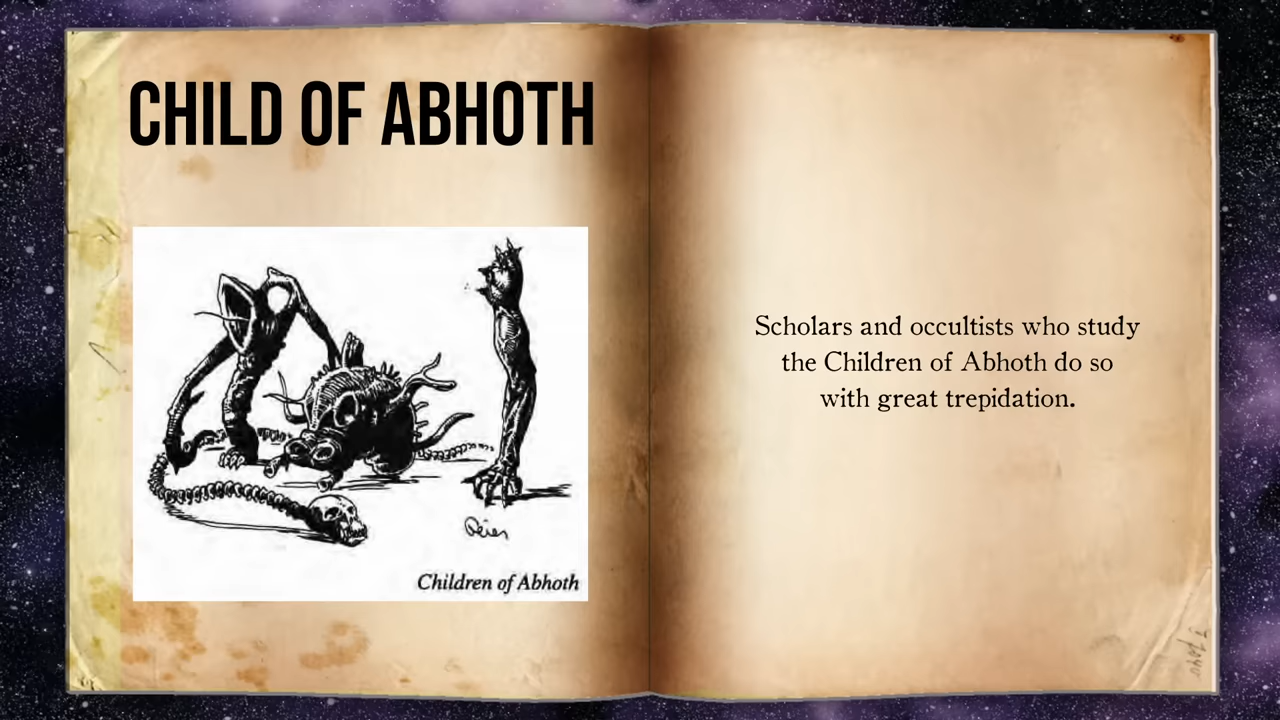 CHILD OF ABHOTH
Children of Abhoth
Scholars and occultists who study
the Children of Abhoth do so
with great trepidation.